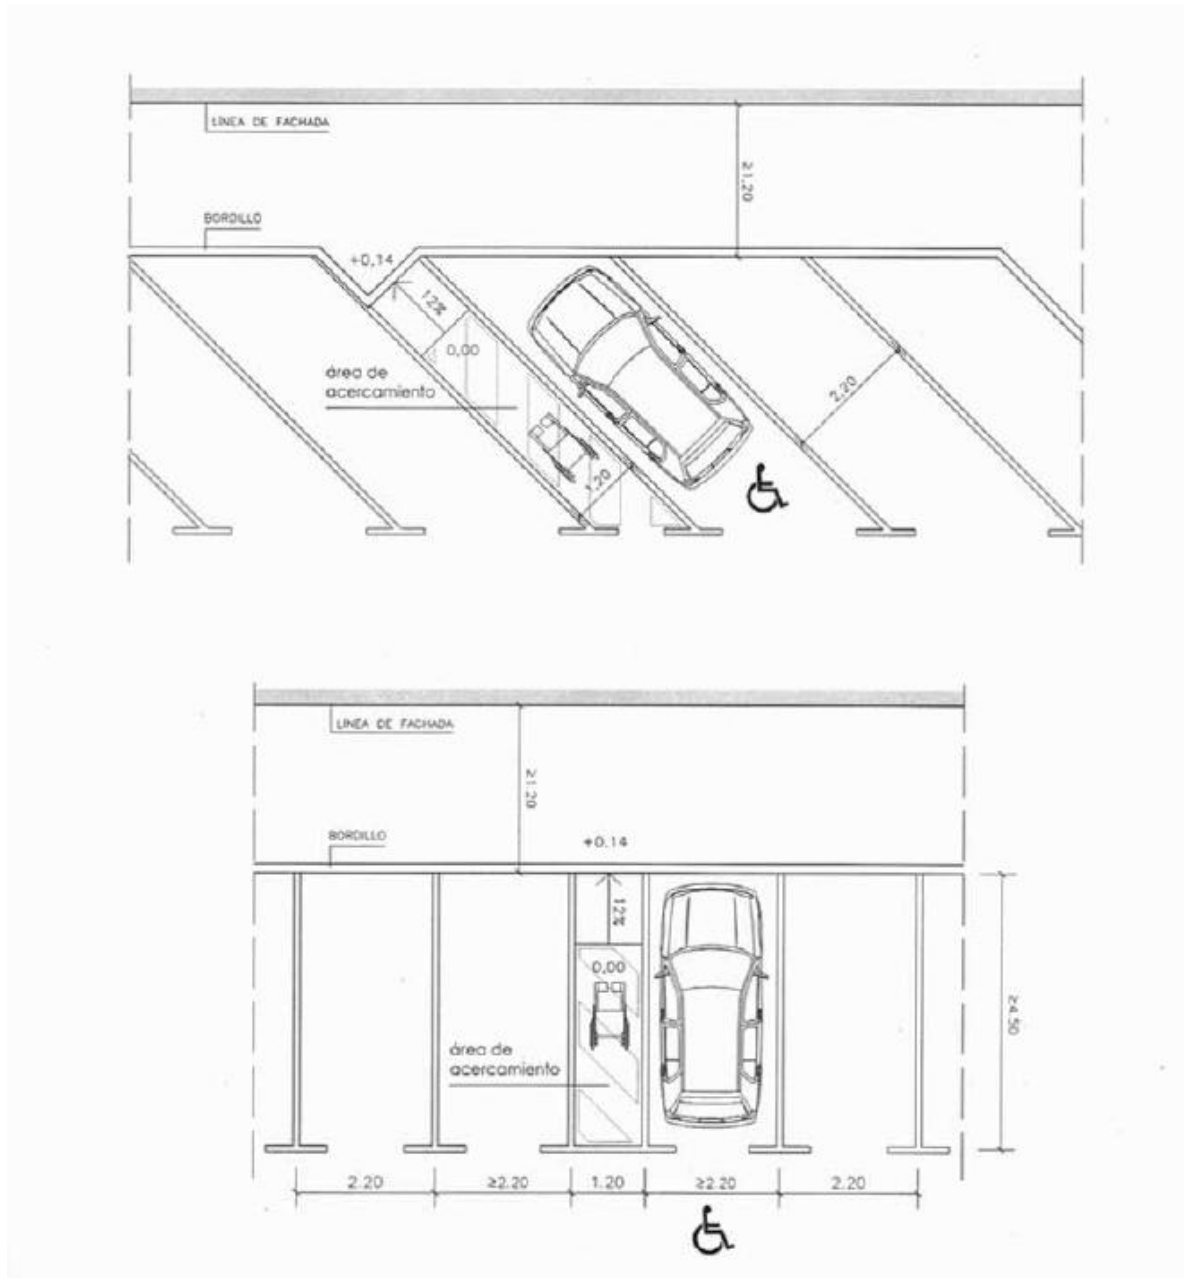 LÍNEA DE FACHADA
≥1.20
BORDILLO
+0,14
12%
0,00
área de
acercamiento
2.20
1.20
LINEA DE FACHADA
≥1.20
BORDILLO
+0.14
12%
0,00
≥4.50
área de
acercamiento
2.20
≥2.20
1.20
≥2.20
2.20